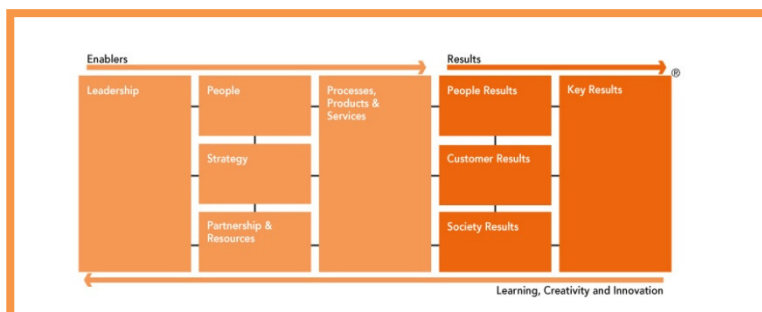 Enablers
Results
®
Leadership
People
Processes,
Products &
Services
People Results
Key Results
Strategy
Customer Results
Partnership &
Resources
Society Results
Learning, Creativity and Innovation